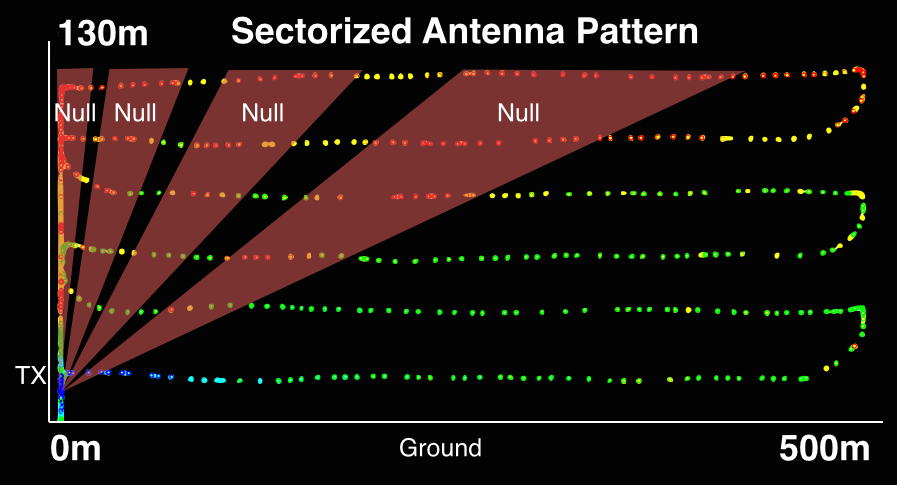 130m
Sectorized Antenna Pattern
Null
Null
Null
Null
TX
0m
Ground
500m